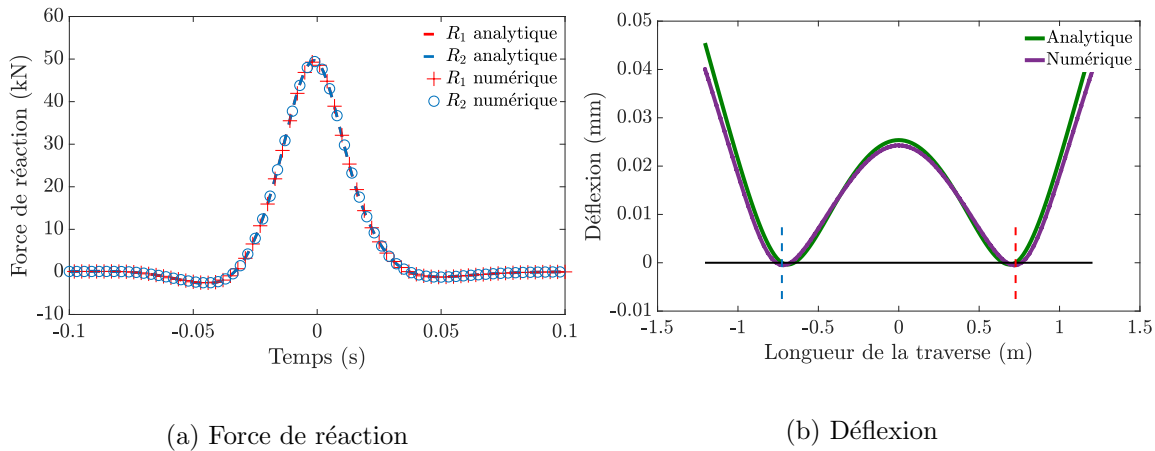 60
50
40
30
20
10
0
-10
-0.1
-0.05
0
0.05
0.1
Force de réaction (kN)
Temps (s)
R1 analytique
R2 analytique
R1 numérique
R2 numérique
(a) Force de réaction
0.05
0.04
0.03
0.02
0.01
0
-0.01
-1.5
-1
-0.5
0
0.5
1
1.5
Déflexion (mm)
Longueur de la traverse (m)
Analytique
Numérique
(b) Déflexion